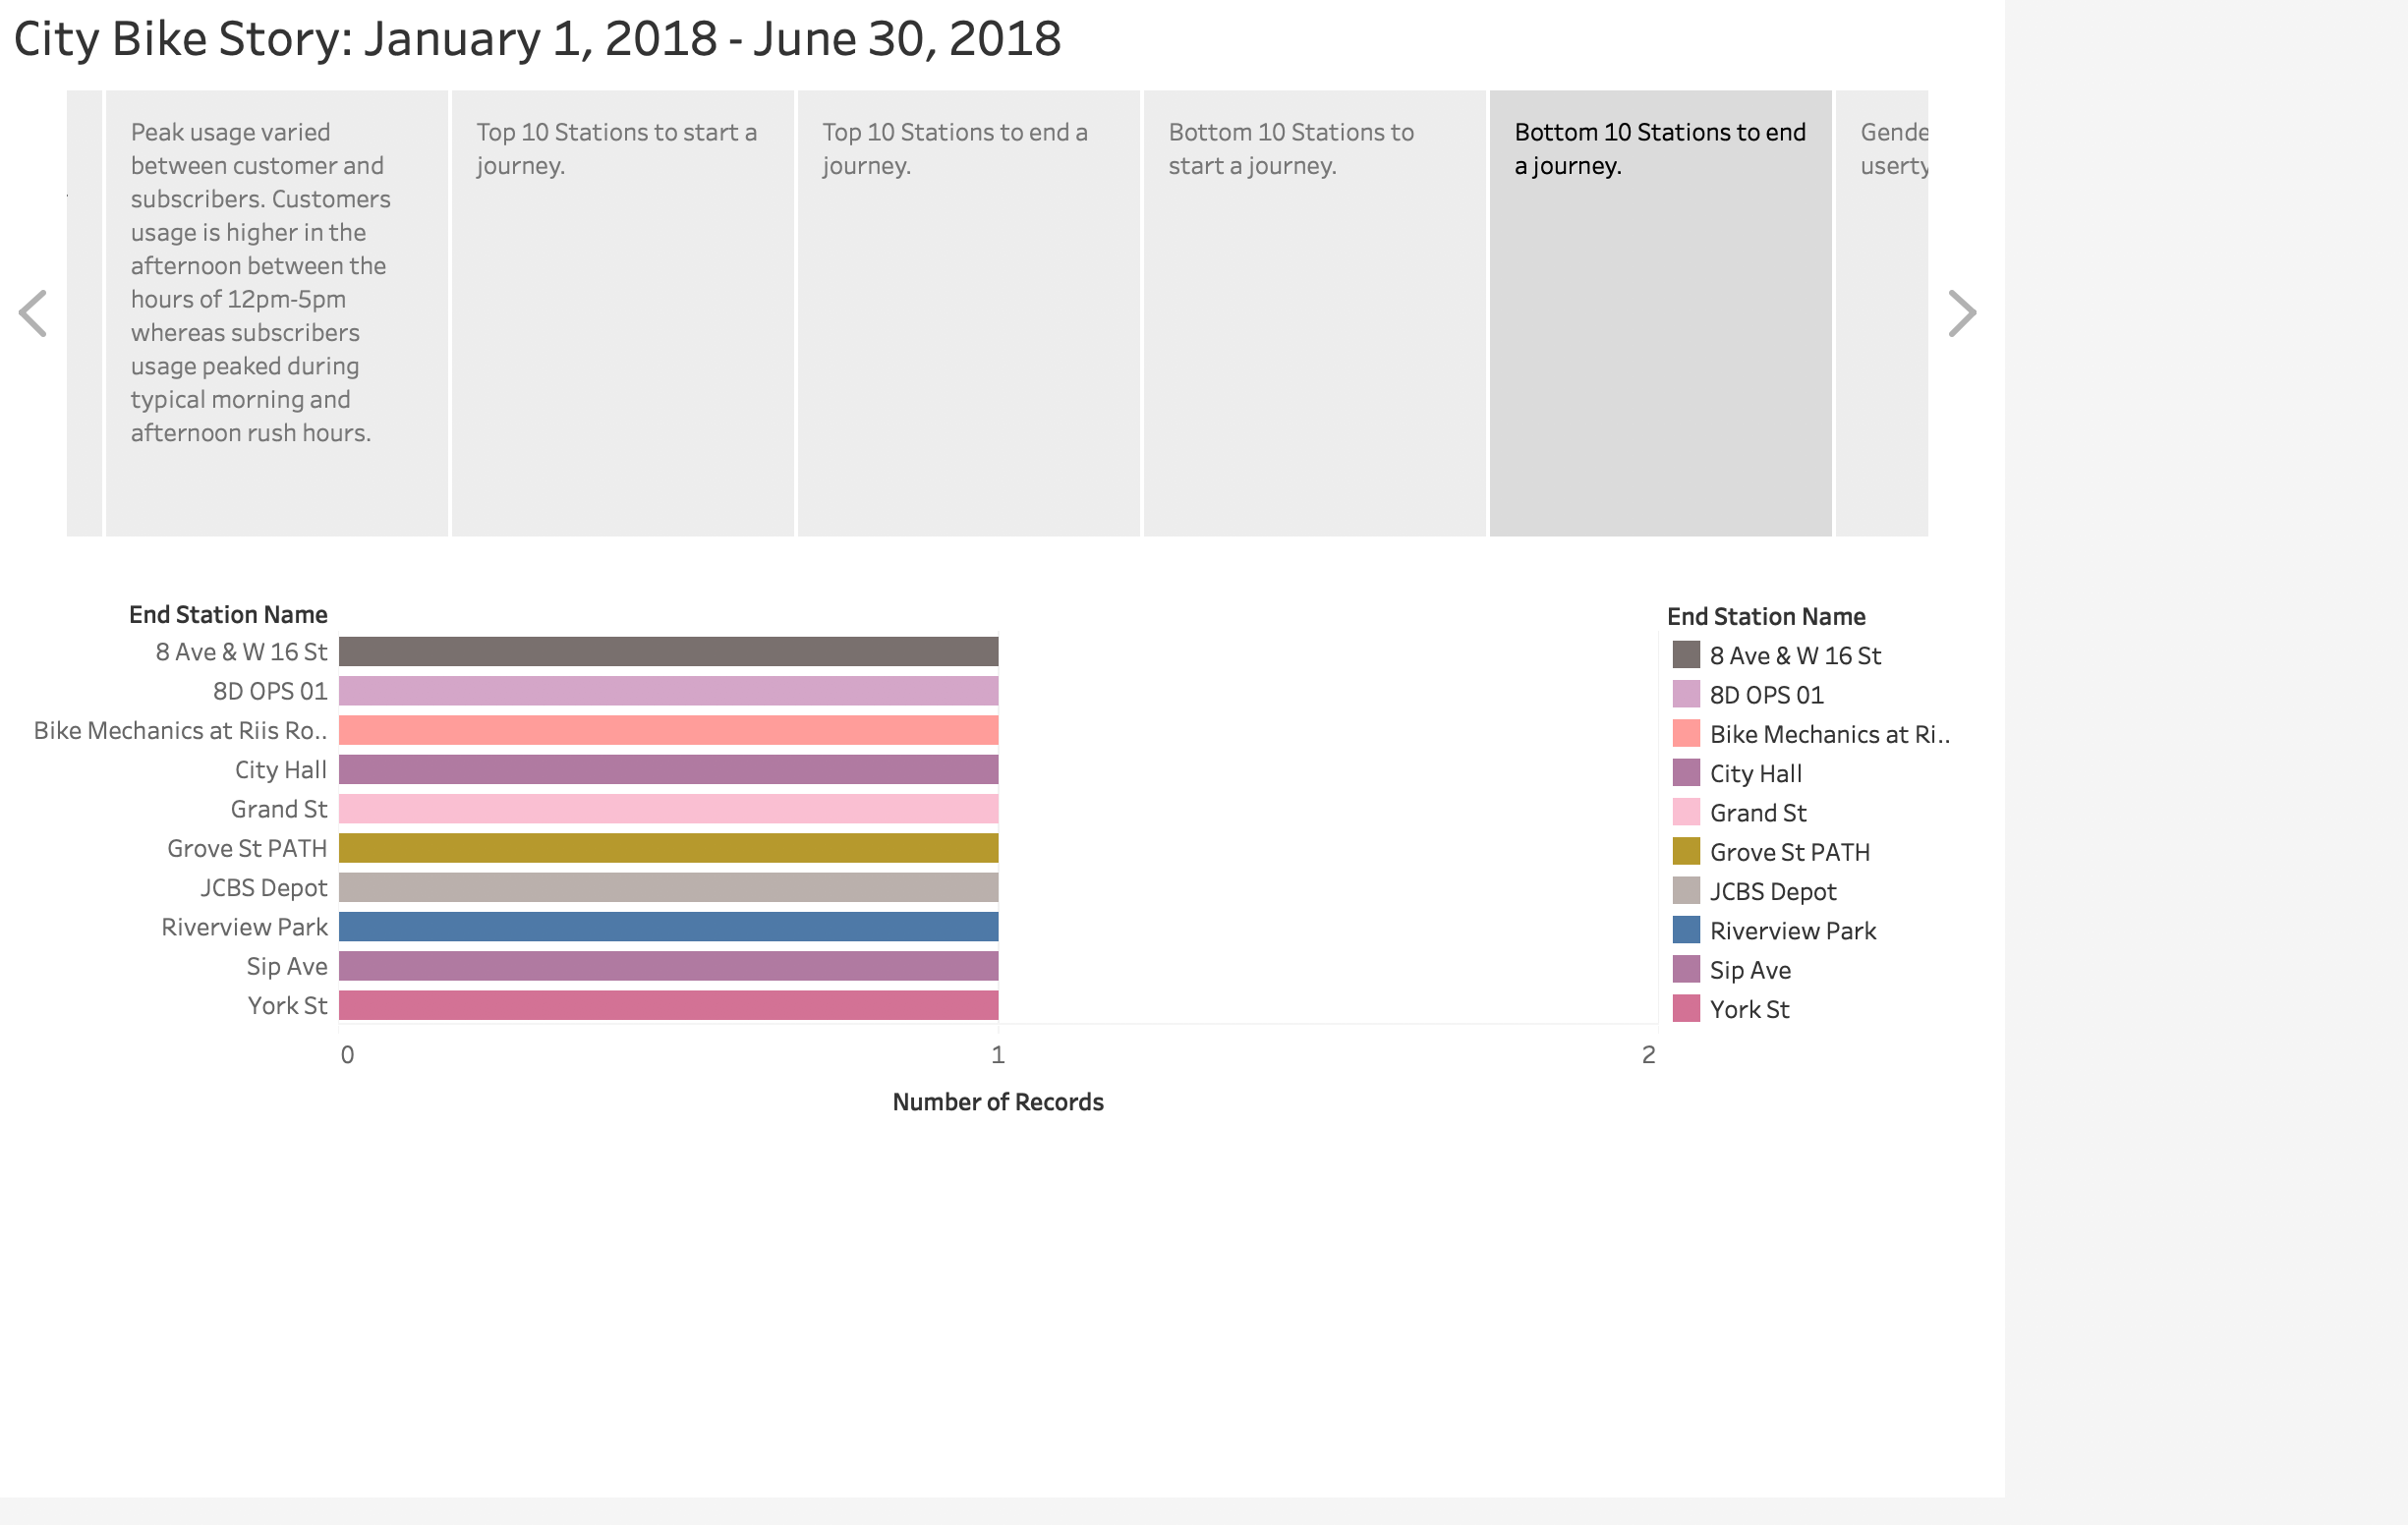 City Bike Story: January 1, 2018 - June 30, 2018
Peak usage varied
between customer and
subscribers. Customers
usage is higher in the
afternoon between the
hours of 12pm-5pm
whereas subscribers
usage peaked during
typical morning and
afternoon rush hours.
Top 10 Stations to start a
journey.
Top 10 Stations to end a
journey.
Bottom 10 Stations to
start a journey.
Bottom 10 Stations to end
a journey.
Gende
userty
End Station Name
8 Ave & W 16 St
8D OPS 01
Bike Mechanics at Riis Ro..
City Hall
Grand St
Grove St PATH
JCBS Depot
Riverview Park
Sip Ave
York St
0 1 2
Number of Records
End Station Name
8 Ave & W 16 St
8D OPS 01
Bike Mechanics at Ri..
City Hall
Grand St
Grove St PATH
JCBS Depot
Riverview Park
Sip Ave
York St